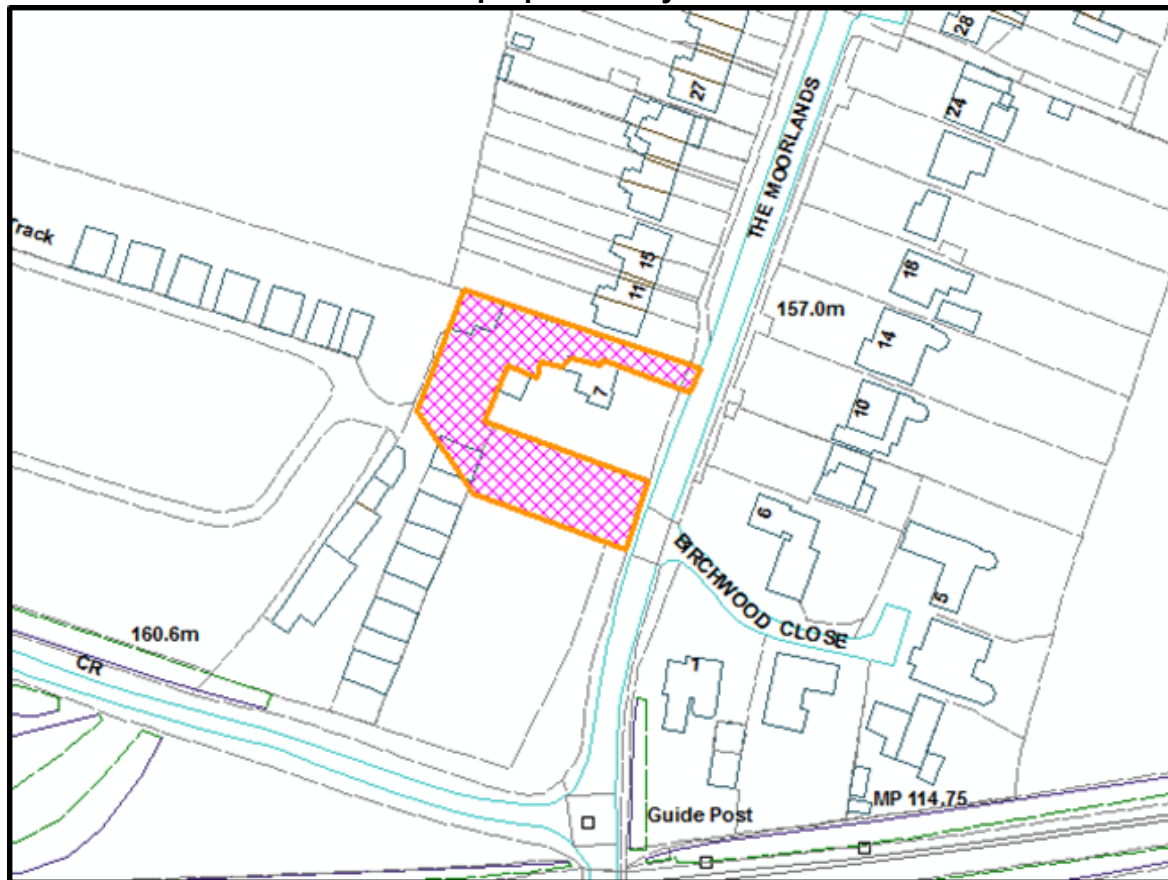 28
27
24
THE MOORLANDS
Track
15
18
11
157.0m
14
7
10
6
BIRCHWOOD CLOSE
5
160.6m
CR
1
MP 114.75
Guide Post